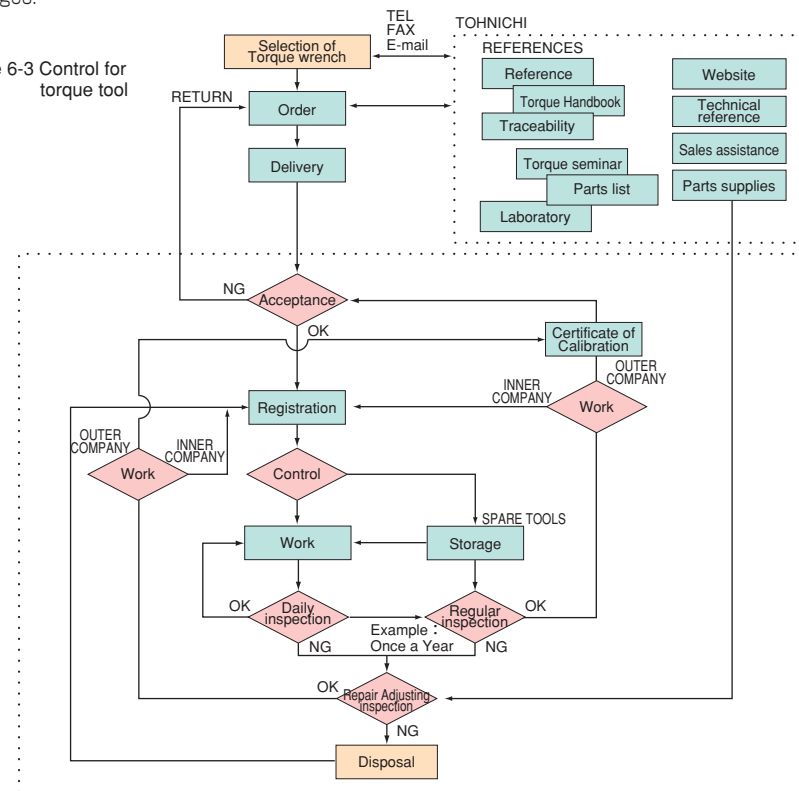 TEL
FAX
E-mail
TOHNICHI
6-3 Control for
torque tool
Selection of
Torque wrench
REFERENCES
Reference
Torque Handbook
Traceability
Torque seminar
Parts list
Laboratory
Website
Technical
reference
Sales assistance
Parts supplies
RETURN
Order
Delivery
NG
Acceptance
OK
Certificate of
Calibration
OUTER
COMPANY
INNER
COMPANY
Work
Registration
OUTER
COMPANY
INNER
COMPANY
Work
Control
SPARE TOOLS
Work
Storage
OK
Daily
inspection
Regular
inspection
OK
Example :
Once a Year
NG
NG
OK
Repair Adjusting
inspection
NG
Disposal